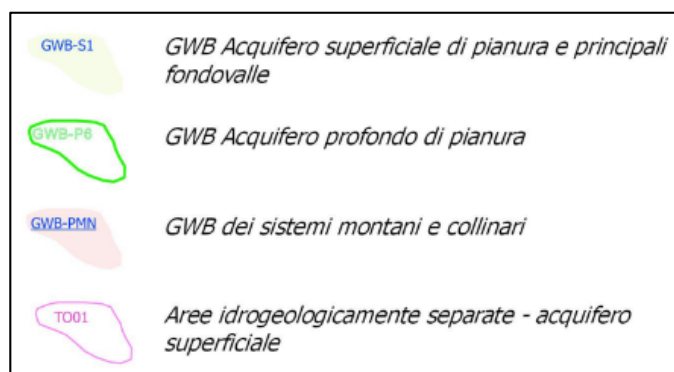 GWB-S1
GWB Acquifero superficiale di pianura e principali
fondovalle
GWB-P6
GWB Acquifero profondo di pianura
GWB-PMN
GWB dei sistemi montani e collinari
TO01
Aree idrogeologicamente separate - acquifero
superficiale